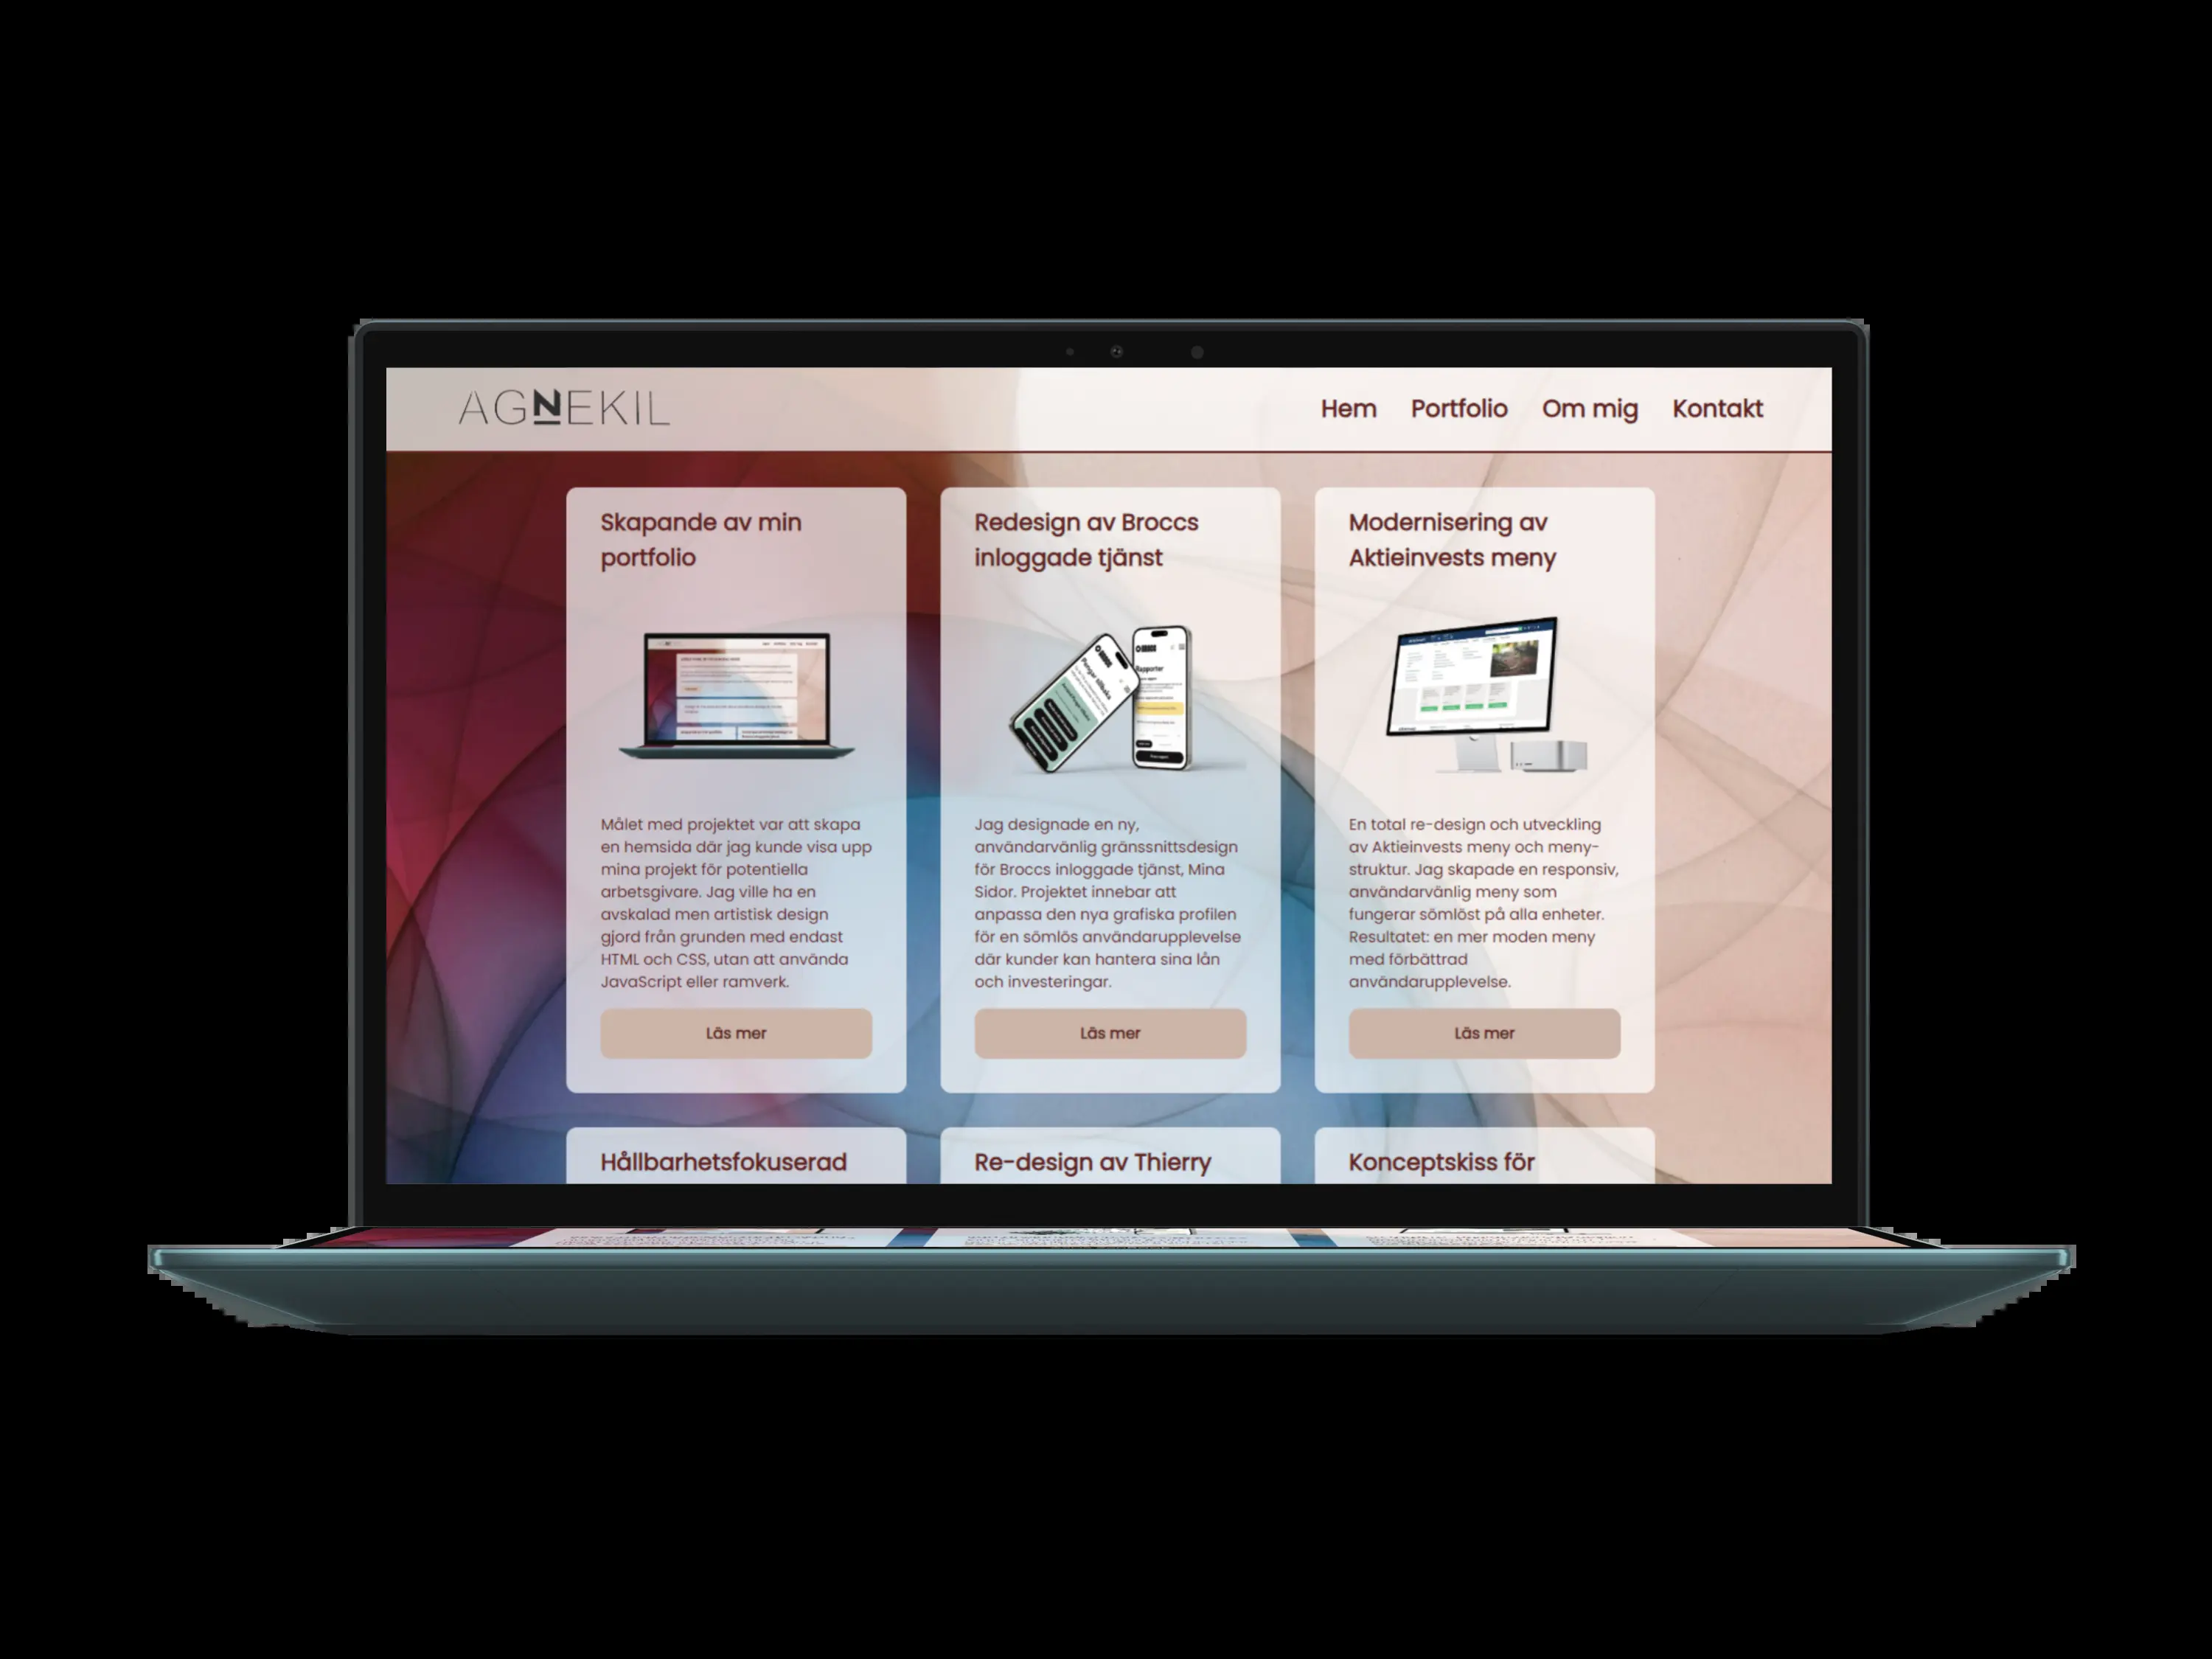 AGNEKIL
Hem Portfolio Om mig Kontakt
Skapande av min
portfolio
Målet med projektet var att skapa
en hemsida där jag kunde visa upp
mina projekt för potentiella
arbetsgivare. Jag ville ha en
avskalad men artistisk design
gjord från grunden med endast
HTML och CSS, utan att använda
JavaScript eller ramverk.
Läs mer
Redesign av Broccs
inloggade tjänst
Rapporter
Jag designade en ny,
användarvänlig gränssnittsdesign
för Broccs inloggade tjänst, Mina
Sidor. Projektet innebar att
anpassa den nya grafiska profilen
för en sömlös användarupplevelse
där kunder kan hantera sina lån
och investeringar.
Läs mer
Modernisering av
Aktieinvests meny
En total re-design och utveckling
av Aktieinvests meny och meny-
struktur. Jag skapade en responsiv,
användarvänlig meny som
fungerar sömlöst på alla enheter.
Resultatet: en mer moden meny
med förbättrad
användarupplevelse.
Läs mer
Hållbarhetsfokuserad
Re-design av Thierry
Konceptskiss för